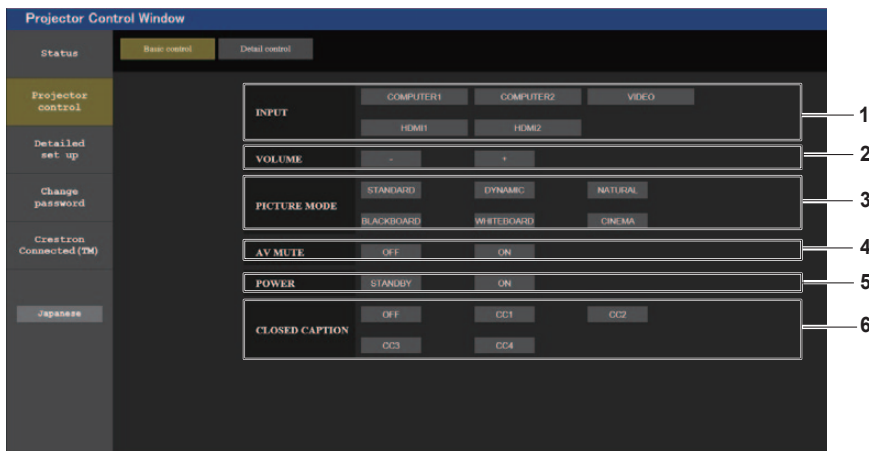 Projector Control Window
Status
Basic control Detail control
Projector
control
Detailed
set up
Change
password
Crestron
Connected(TM)
Japanese
INPUT
COMPUTER1 COMPUTER2 VIDEO
HDMI1 HDMI2
1
VOLUME - + 2
PICTURE MODE
STANDARD DYNAMIC NATURAL
BLACKBOARD WHITEBOARD CINEMA
3
AV MUTE OFF ON 4
POWER STANDBY ON 5
CLOSED CAPTION
OFF CC1 CC2
CC3 CC4
6